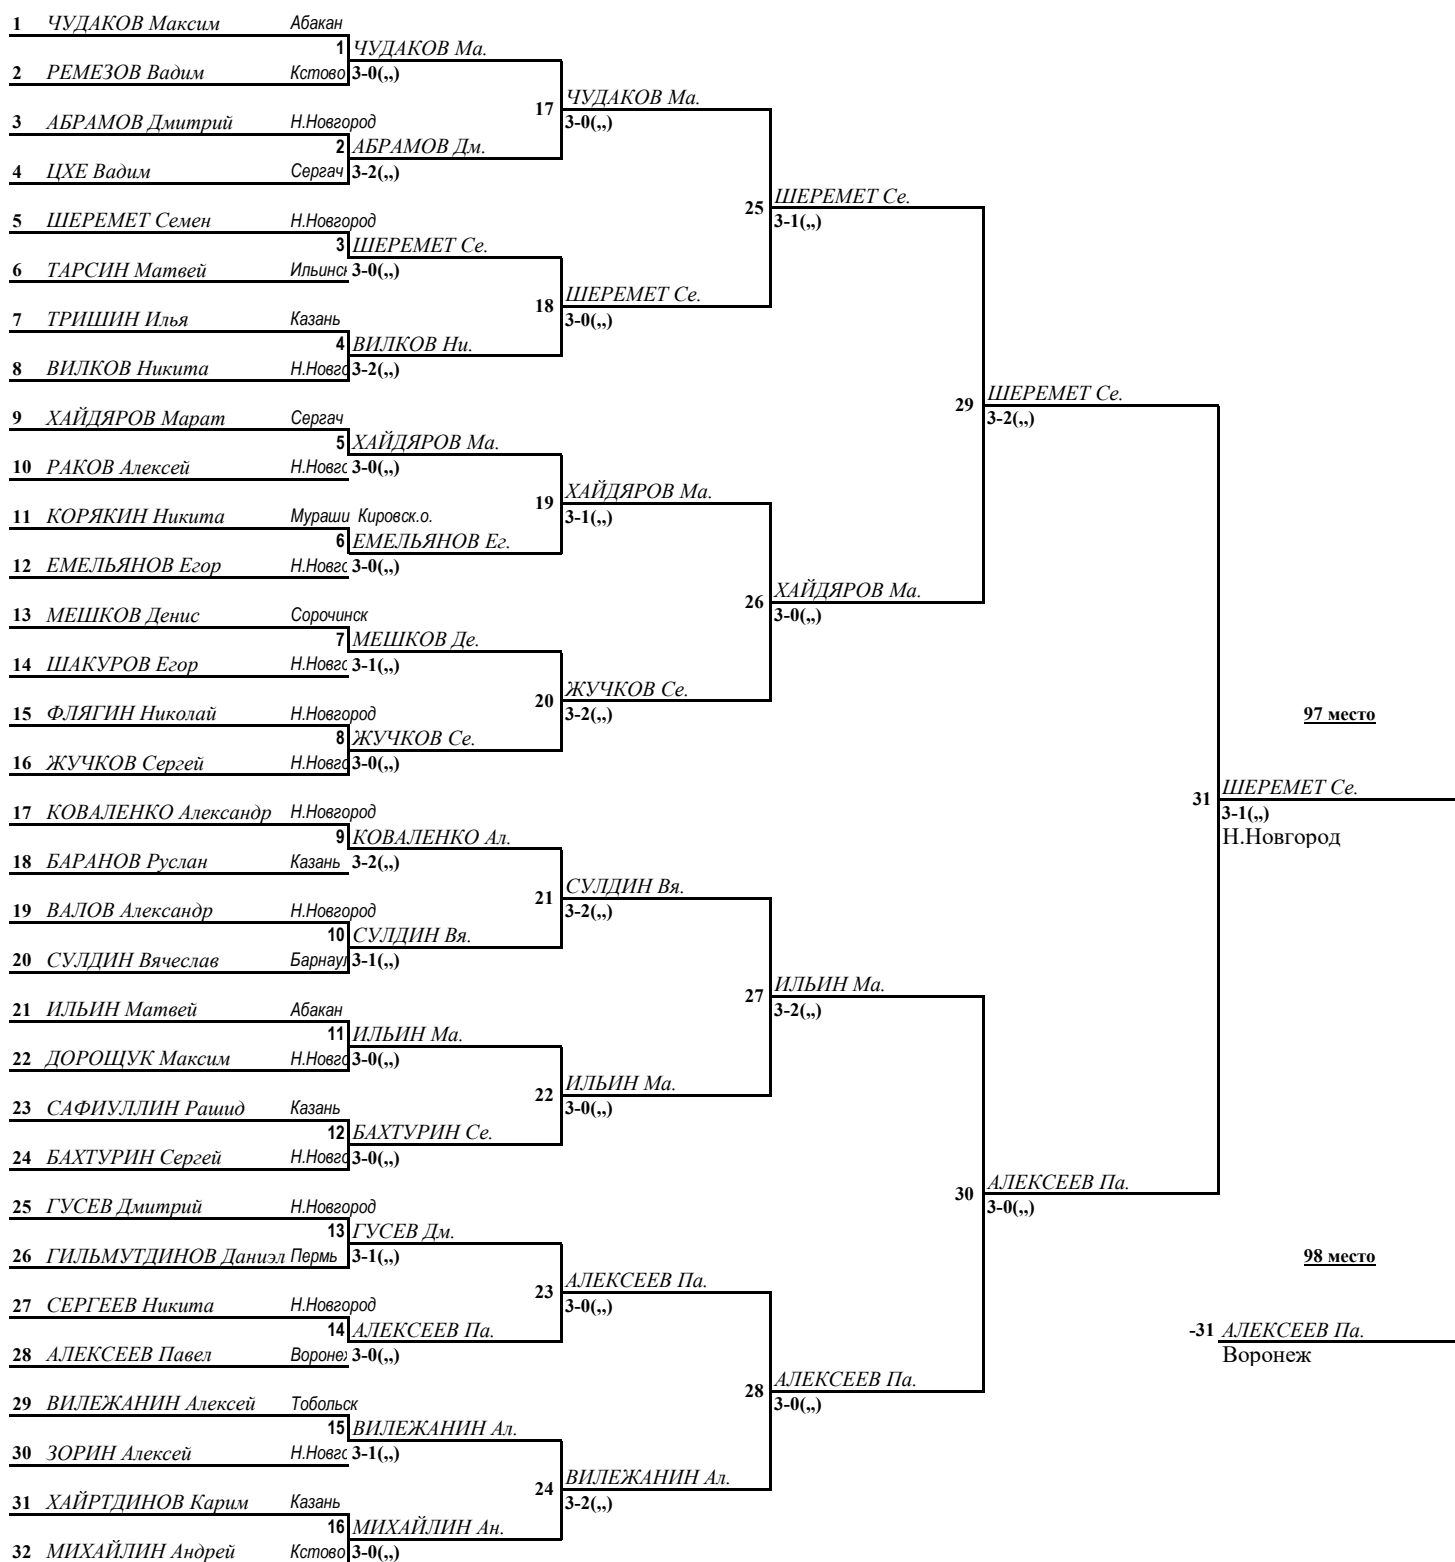 1 ЧУДАКОВ Максим Абакан
1 ЧУДАКОВ Ма.
2 РЕМЕЗОВ Вадим Кстово 3-0(,,)
17 ЧУДАКОВ Ма.
3 АБРАМОВ Дмитрий Н.Новгород 3-0(,,)
2 АБРАМОВ Дм.
4 ЦХЕ Вадим Сергач 3-2(,,)
25 ШЕРЕМЕТ Се.
5 ШЕРЕМЕТ Семен Н.Новгород 3-1(,,)
3 ШЕРЕМЕТ Се.
6 ТАРСИН Матвей Ильинск 3-0(,,)
18 ШЕРЕМЕТ Се.
7 ТРИШИН Илья Казань 3-0(,,)
4 ВИЛКОВ Ни.
8 ВИЛКОВ Никита Н.Новго 3-2(,,)
29 ШЕРЕМЕТ Се.
9 ХАЙДЯРОВ Марат Сергач 3-2(,,)
5 ХАЙДЯРОВ Ма.
10 РАКОВ Алексей Н.Новго 3-0(,,)
19 ХАЙДЯРОВ Ма.
11 КОРЯКИН Никита Мураши Кировск.о. 3-1(,,)
6 ЕМЕЛЬЯНОВ Ег.
12 ЕМЕЛЬЯНОВ Егор Н.Новго 3-0(,,)
26 ХАЙДЯРОВ Ма.
13 МЕШКОВ Денис Сорочинск 3-0(,,)
7 МЕШКОВ Де.
14 ШАКУРОВ Егор Н.Новго 3-1(,,)
20 ЖУЧКОВ Се.
15 ФЛЯГИН Николай Н.Новгород 3-2(,,) 97 место
8 ЖУЧКОВ Се.
16 ЖУЧКОВ Сергей Н.Новго 3-0(,,)
31 ШЕРЕМЕТ Се.
17 КОВАЛЕНКО Александр Н.Новгород 3-1(,,)
9 КОВАЛЕНКО Ал. Н.Новгород
18 БАРАНОВ Руслан Казань 3-2(,,)
21 СУЛДИН Вя.
19 ВАЛОВ Александр Н.Новгород 3-2(,,)
10 СУЛДИН Вя.
20 СУЛДИН Вячеслав Барнаул 3-1(,,)
27 ИЛЬИН Ма.
21 ИЛЬИН Матвей Абакан 3-2(,,)
11 ИЛЬИН Ма.
22 ДОРОЩУК Максим Н.Новго 3-0(,,)
22 ИЛЬИН Ма.
23 САФИУЛЛИН Рашид Казань 3-0(,,)
12 БАХТУРИН Се.
24 БАХТУРИН Сергей Н.Новго 3-0(,,)
30 АЛЕКСЕЕВ Па.
25 ГУСЕВ Дмитрий Н.Новгород 3-0(,,)
13 ГУСЕВ Дм.
26 ГИЛЬМУТДИНОВ Даниэл Пермь 3-1(,,) 98 место
23 АЛЕКСЕЕВ Па.
27 СЕРГЕЕВ Никита Н.Новгород 3-0(,,)
14 АЛЕКСЕЕВ Па. -31 АЛЕКСЕЕВ Па.
28 АЛЕКСЕЕВ Павел Воронеж 3-0(,,) Воронеж
28 АЛЕКСЕЕВ Па.
29 ВИЛЕЖАНИН Алексей Тобольск 3-0(,,)
15 ВИЛЕЖАНИН Ал.
30 ЗОРИН Алексей Н.Новго 3-1(,,)
24 ВИЛЕЖАНИН Ал.
31 ХАЙРТДИНОВ Карим Казань 3-2(,,)
16 МИХАЙЛИН Ан.
32 МИХАЙЛИН Андрей Кстово 3-0(,,)